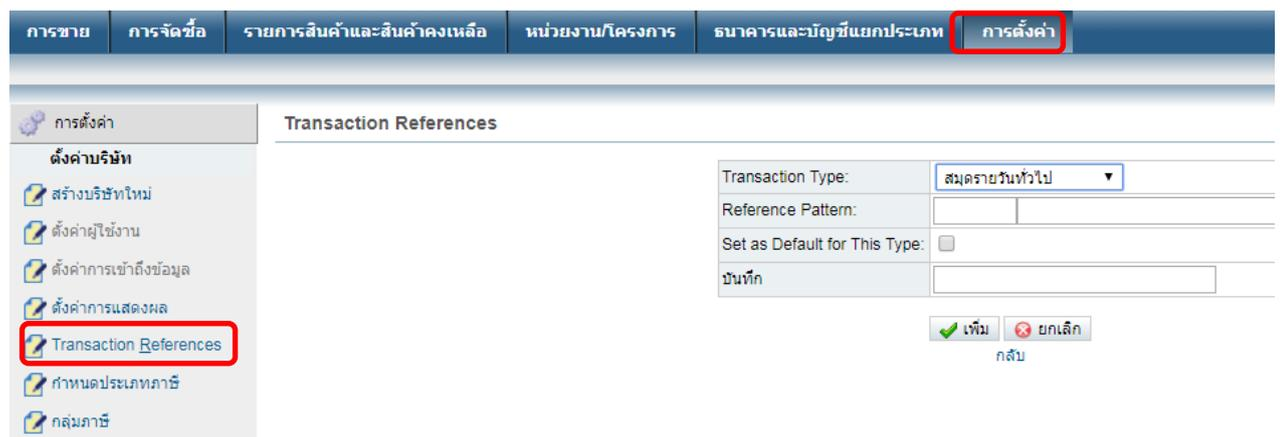 การขาย การจัดซื้อ รายการสินค้าและสินค้าคงเหลือ หน่วยงาน/โครงการ ธนาคารและบัญชีแยกประเภท การตั้งค่า
การตั้งค่า
ตั้งค่าบริษัท
สร้างบริษัทใหม่
ตั้งค่าผู้ใช้งาน
ตั้งค่าการเข้าถึงข้อมูล
ตั้งค่าการแสดงผล
Transaction References
กำหนดประเภทภาษี
กลุ่มภาษี
Transaction References
Transaction Type: สมุดรายวันทั่วไป
Reference Pattern:
Set as Default for This Type:
บันทึก
เพิ่ม ยกเลิก
กลับ